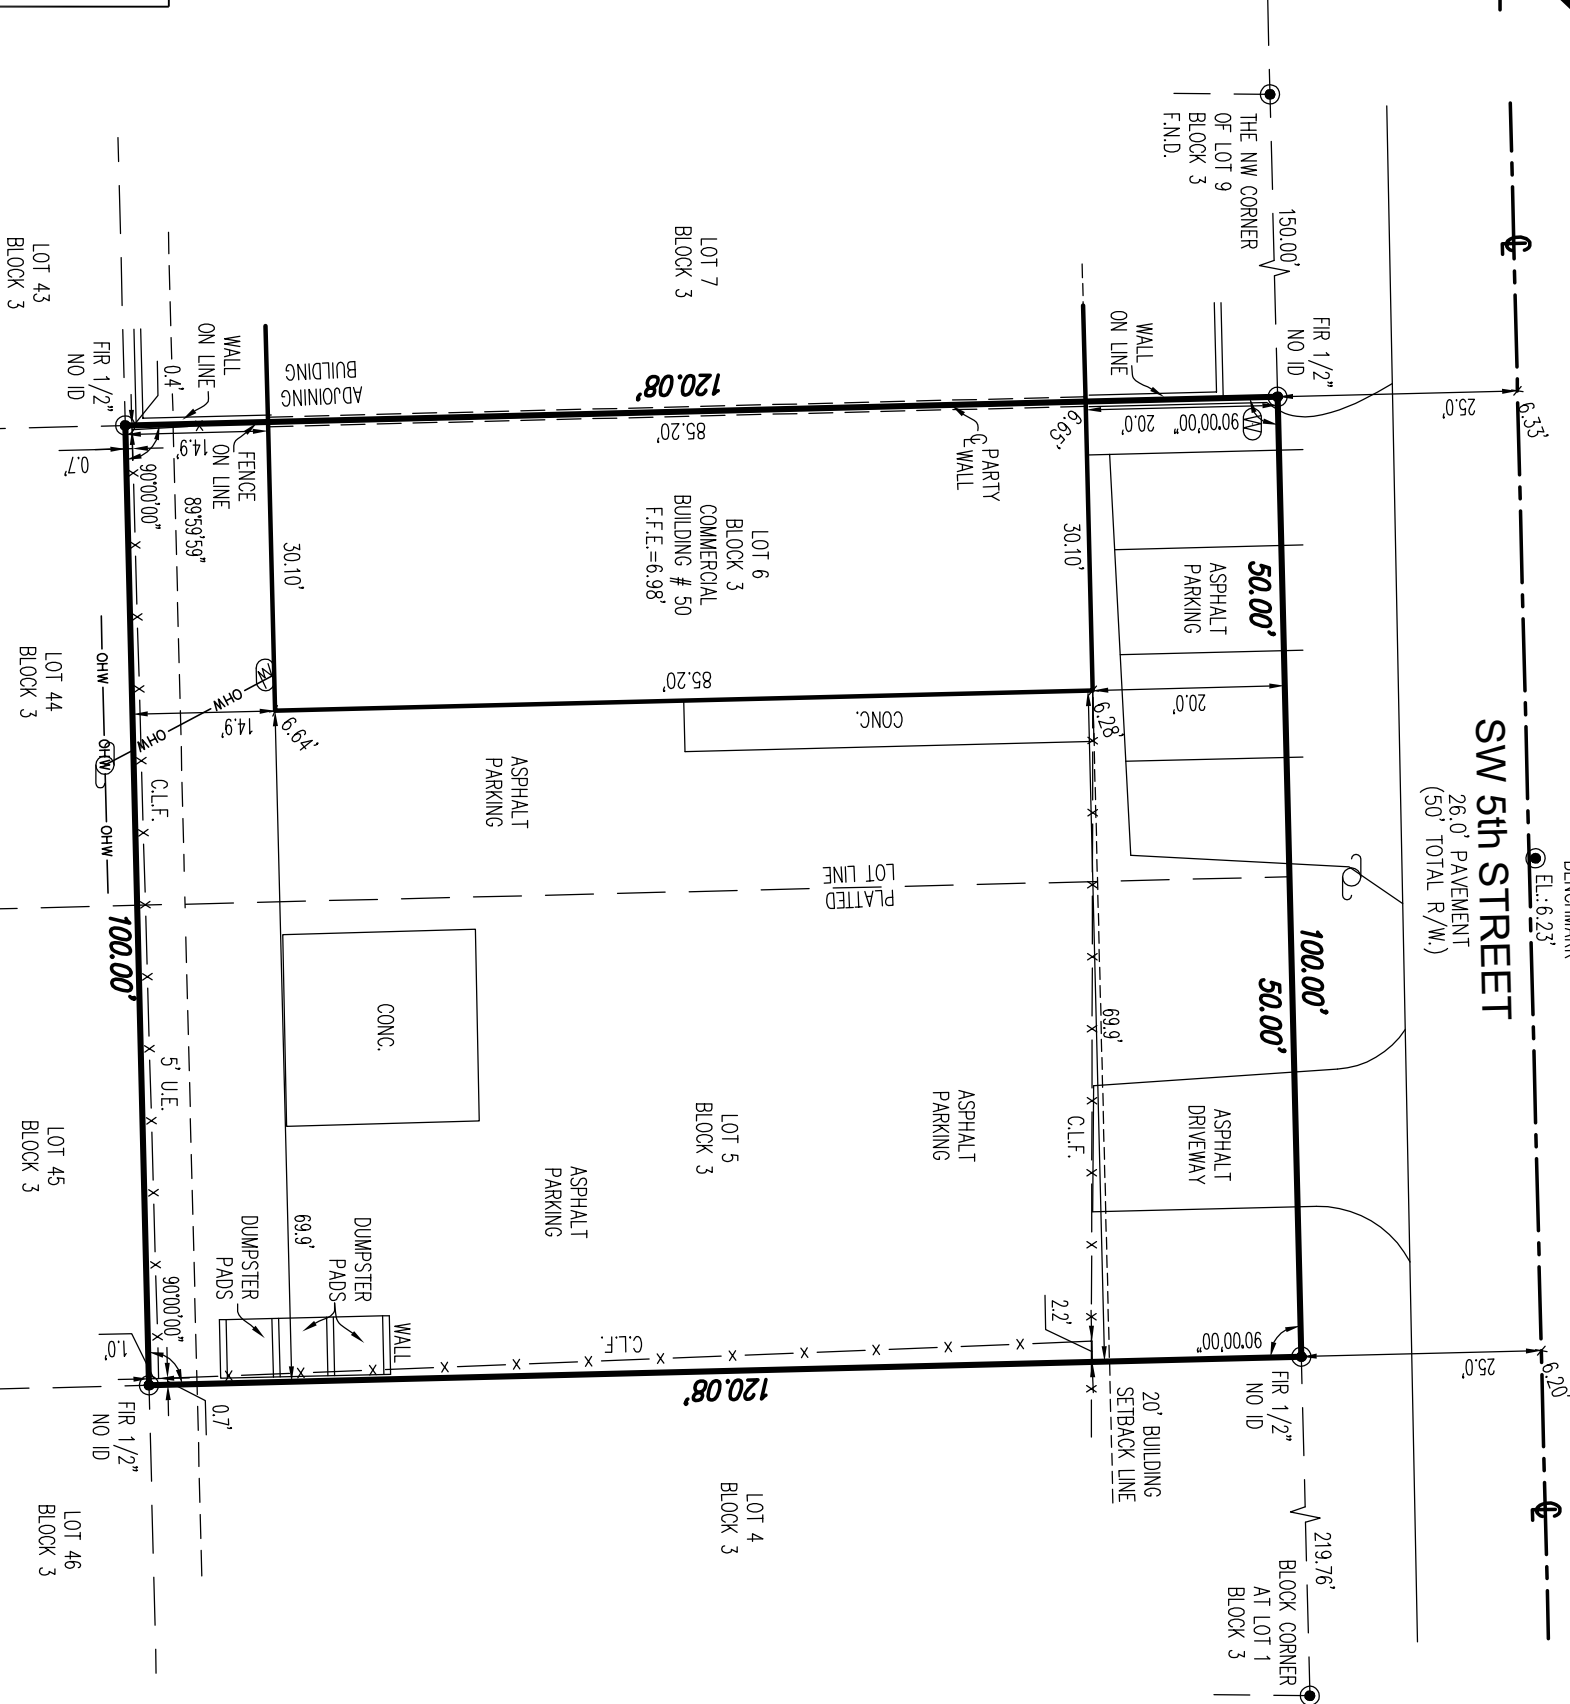 SW 5th STREET
26.0' PAVEMENT
(50' TOTAL R/W.)
EL.:6.23'
6.33'
6.20'
25.0'
25.0'
THE NW CORNER
OF LOT 9
BLOCK 3
F.N.D.
150.00'
FIR 1/2"
NO ID
100.00'
50.00'
50.00'
FIR 1/2"
NO ID
219.76'
BLOCK CORNER
AT LOT 1
BLOCK 3
90°00'00"
20.0'
WALL
ON LINE
ASPHALT
PARKING
20.0'
ASPHALT
DRIVEWAY
90°00'00"
20' BUILDING
SETBACK LINE
6.65'
30.10'
6.28'
69.9'
C.L.F.
2.2'
PARTY
℄ WALL
CONC.
PLATTED
LOT LINE
ASPHALT
PARKING
LOT 7
BLOCK 3
120.08'
85.20'
LOT 6
BLOCK 3
COMMERCIAL
BUILDING # 50
F.F.E.=6.98'
85.20'
LOT 5
BLOCK 3
C.L.F.
120.08'
LOT 4
BLOCK 3
ASPHALT
PARKING
ASPHALT
PARKING
CONC.
WALL
DUMPSTER
PADS
DUMPSTER
PADS
69.9'
ADJOINING
BUILDING
30.10'
6.64'
WALL
ON LINE
FENCE
ON LINE
14.9'
14.9'
0.4'
89°59'59"
90°00'00"
0.7'
OHW
OHW
OHW
OHW
OHW
C.L.F.
5' U.E.
90°00'00"
1.0'
0.7'
FIR 1/2"
NO ID
100.00'
FIR 1/2"
NO ID
LOT 43
BLOCK 3
LOT 44
BLOCK 3
LOT 45
BLOCK 3
LOT 46
BLOCK 3